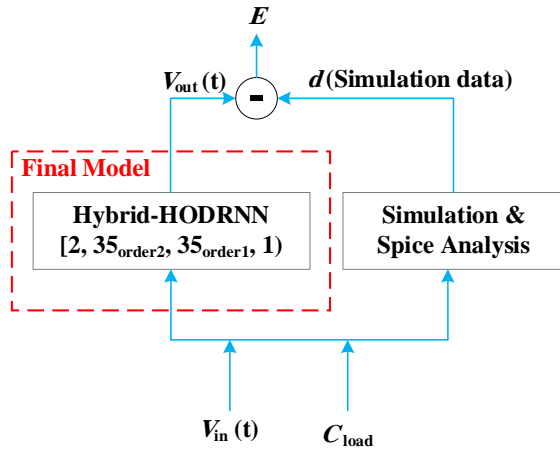 E
Vout (t)
-
d(Simulation data)
Final Model
Hybrid-HODRNN
[2, 35order2, 35order1, 1)
Simulation &
Spice Analysis
Vin (t)
Cload